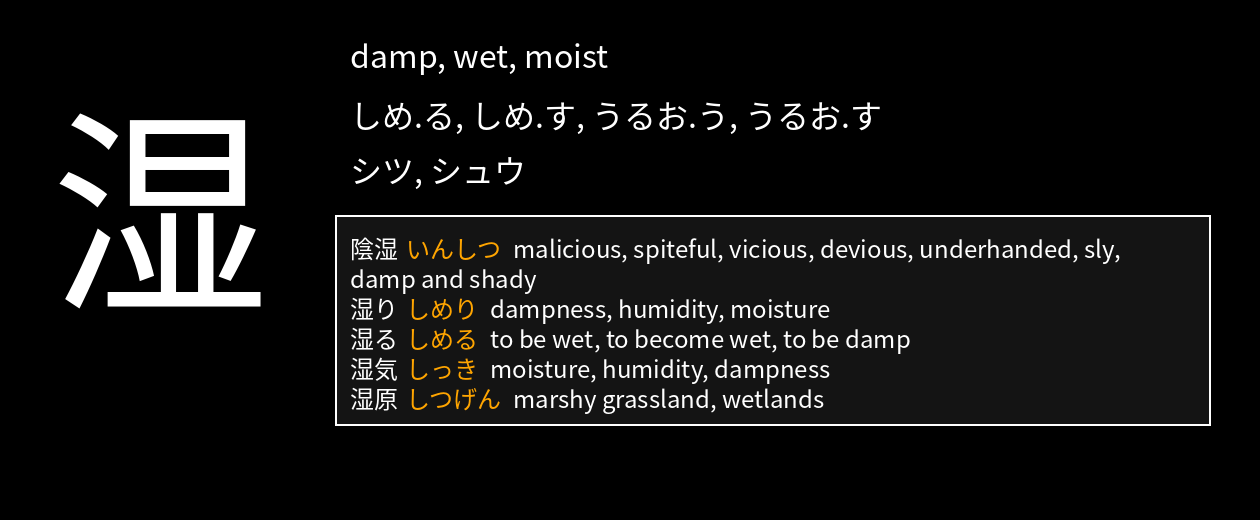 湿
damp, wet, moist
しめ.る, しめ.す, うるお.う, うるお.す
シツ, シュウ
陰湿 いんしつ malicious, spiteful, vicious, devious, underhanded, sly,
damp and shady
湿り しめり dampness, humidity, moisture
湿る しめる to be wet, to become wet, to be damp
湿気 しっき moisture, humidity, dampness
湿原 しつげん marshy grassland, wetlands